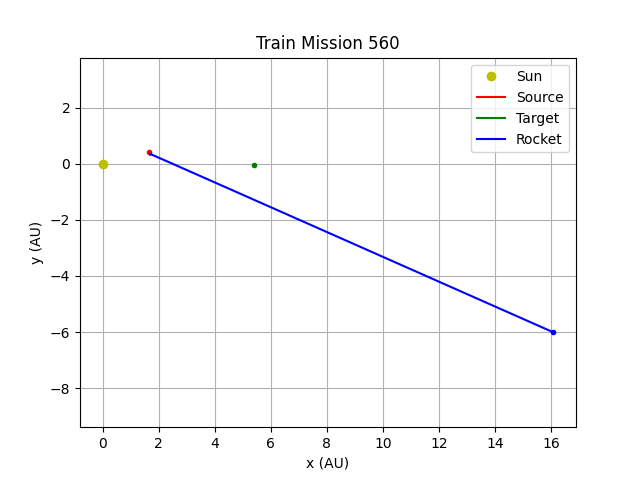 Train Mission 560
Sun
Source
Target
Rocket
2
0
−2
−4
−6
−8
y (AU)
0 2 4 6 8 10 12 14 16
x (AU)